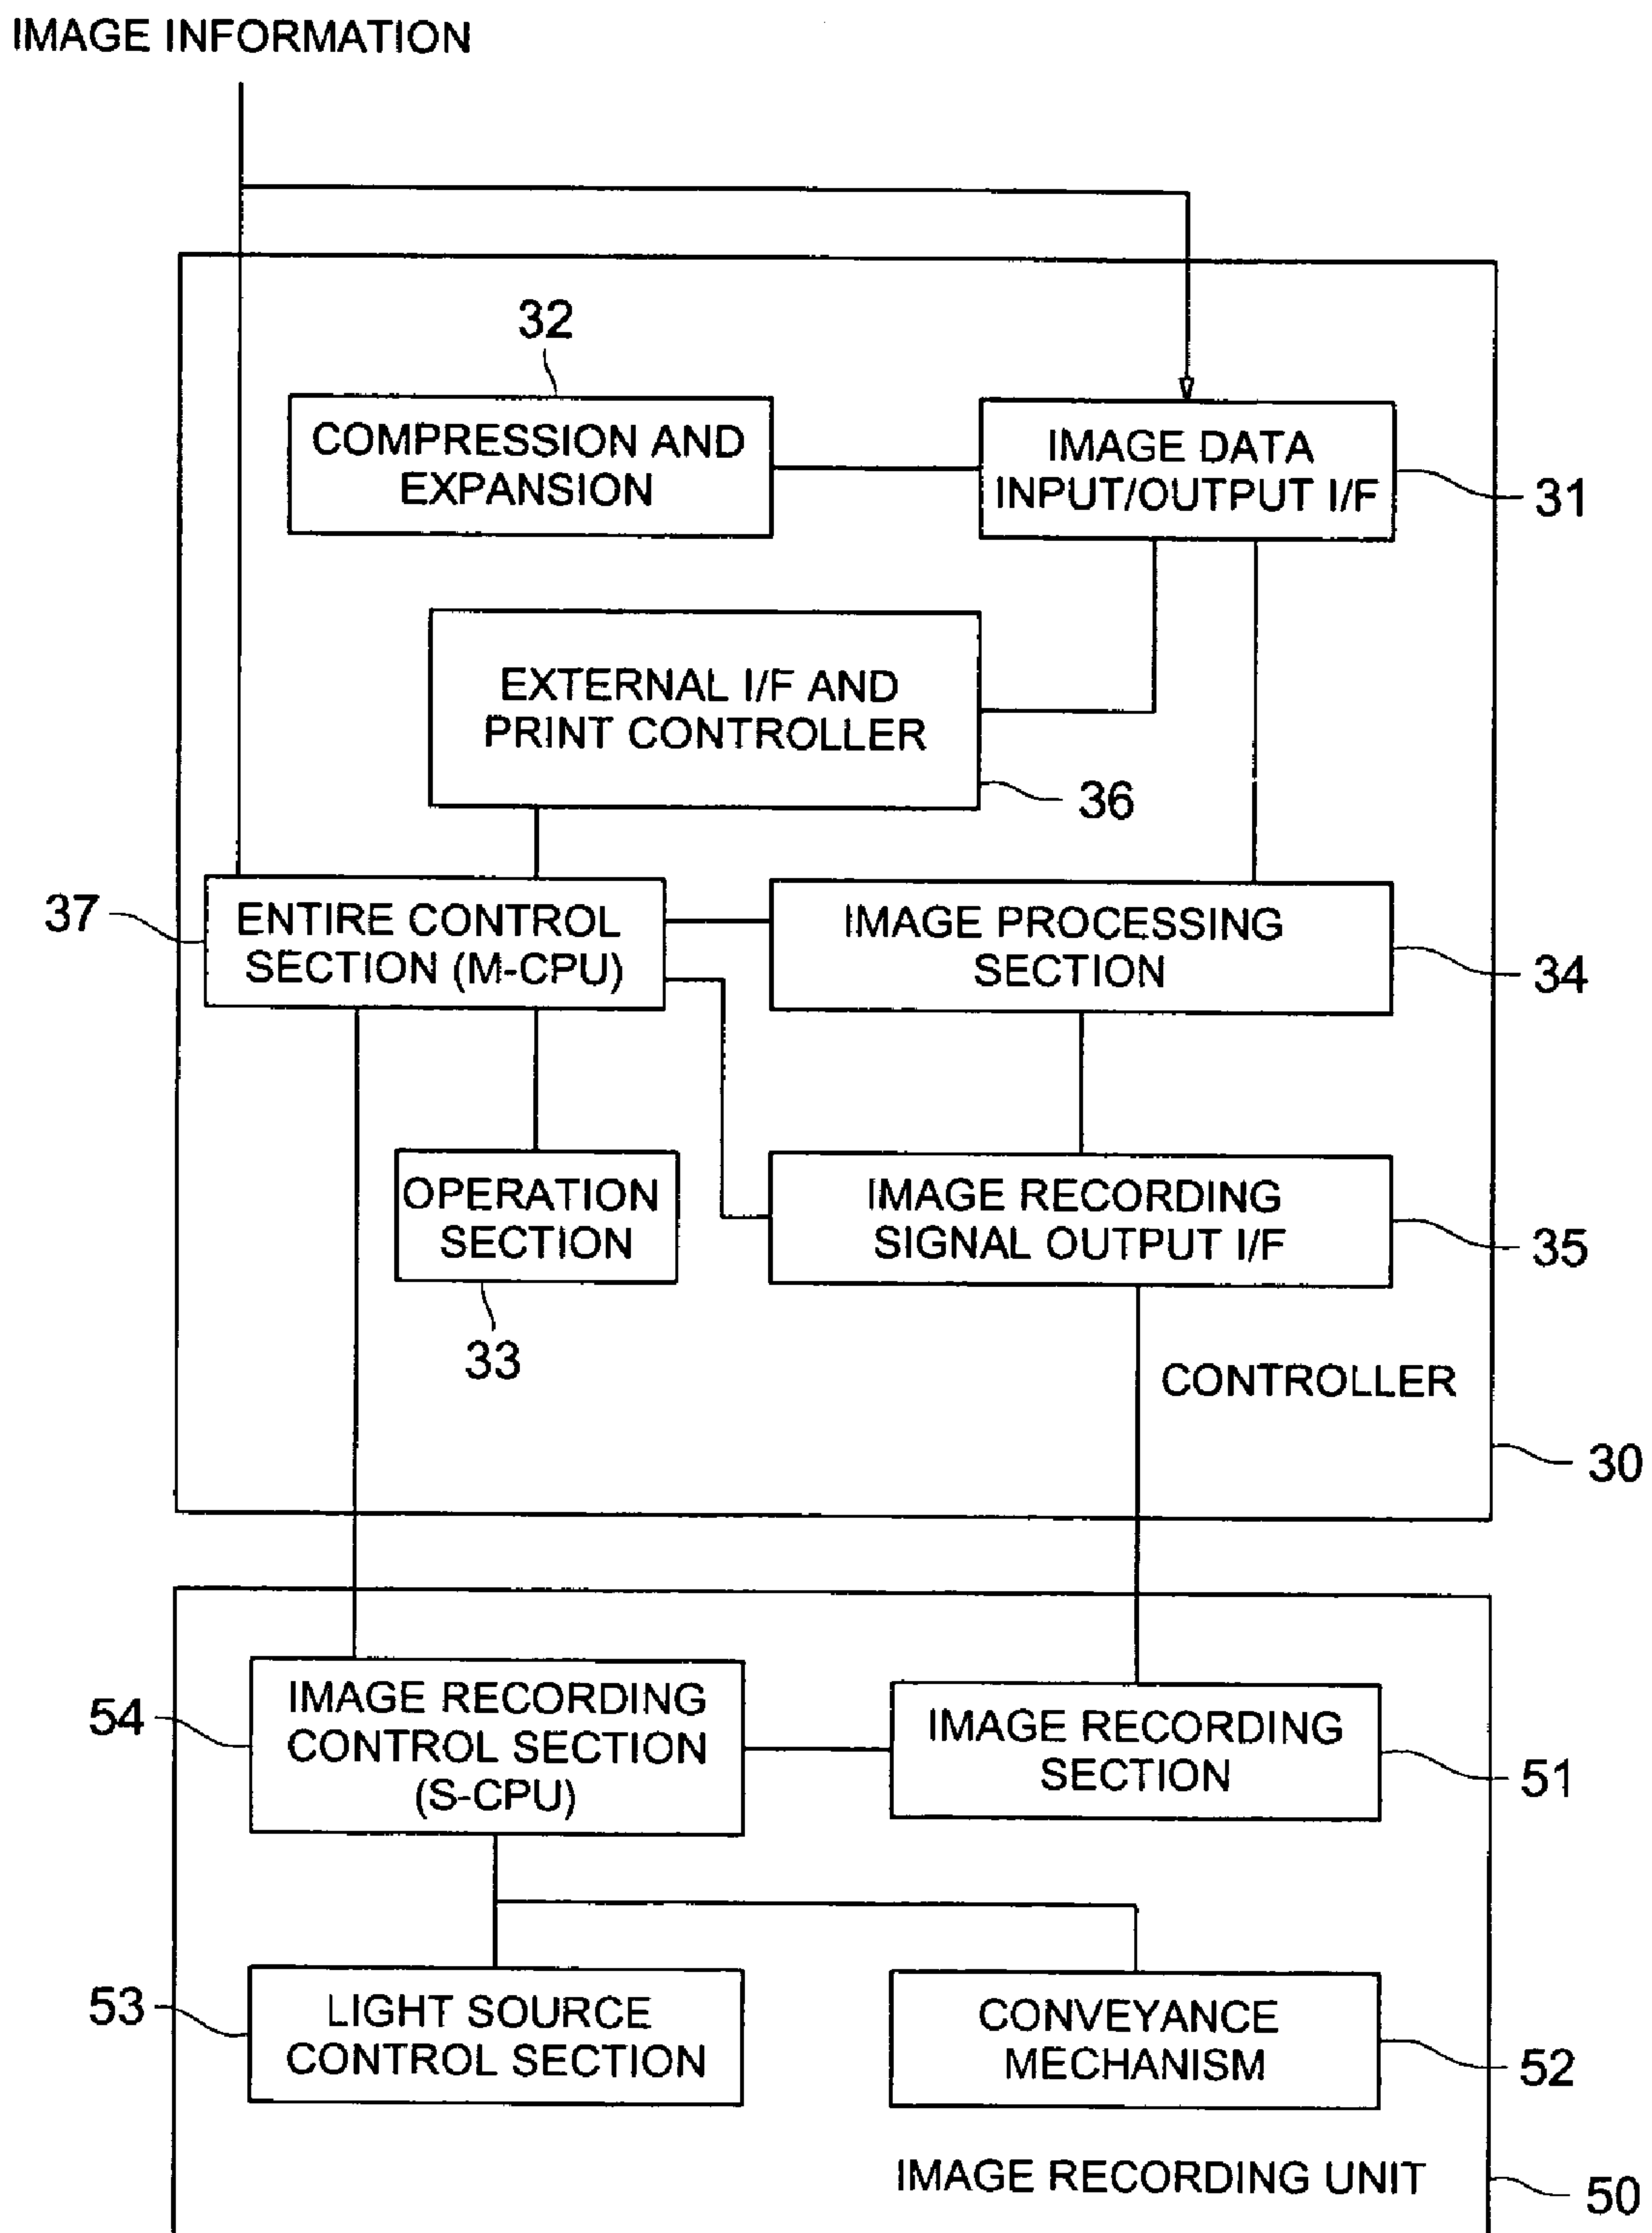 IMAGE INFORMATION
32
COMPRESSION AND
EXPANSION
IMAGE DATA
INPUT/OUTPUT I/F
31
EXTERNAL I/F AND
PRINT CONTROLLER
36
37
ENTIRE CONTROL
SECTION (M-CPU)
IMAGE PROCESSING
SECTION
34
OPERATION
SECTION
33
IMAGE RECORDING
SIGNAL OUTPUT I/F
35
CONTROLLER
30
54
IMAGE RECORDING
CONTROL SECTION
(S-CPU)
IMAGE RECORDING
SECTION
51
53
LIGHT SOURCE
CONTROL SECTION
CONVEYANCE
MECHANISM
52
IMAGE RECORDING UNIT
50